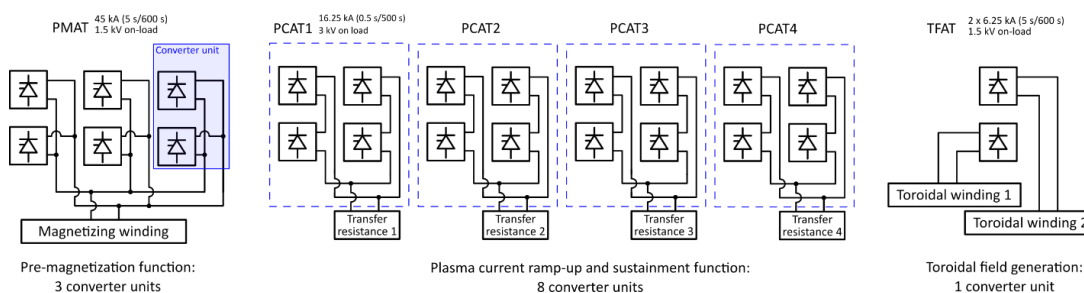 PMAT
45 kA (5 s/600 s)
1.5 kV on-load
Converter unit
Magnetizing winding
Pre-magnetization function:
3 converter units
PCAT1
16.25 kA (0.5 s/500 s)
3 kV on load
PCAT2
PCAT3
PCAT4
Transfer
resistance 1
Transfer
resistance 2
Transfer
resistance 3
Transfer
resistance 4
Plasma current ramp-up and sustainment function:
8 converter units
TFAT
2 x 6.25 kA (5 s/600 s)
1.5 kV on-load
Toroidal winding 1
Toroidal winding 2
Toroidal field generation:
1 converter unit